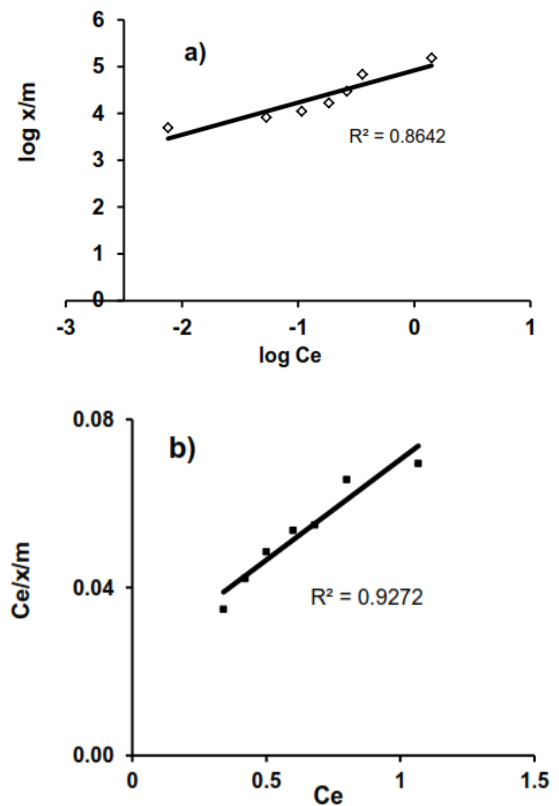 6
a)
5
4
log x/m
3
R² = 0.8642
2
1
0
-3 -2 -1 0 1
log Ce
0.08
b)
Ce/x/m
0.04
R² = 0.9272
0.00
0 0.5 1 1.5
Ce